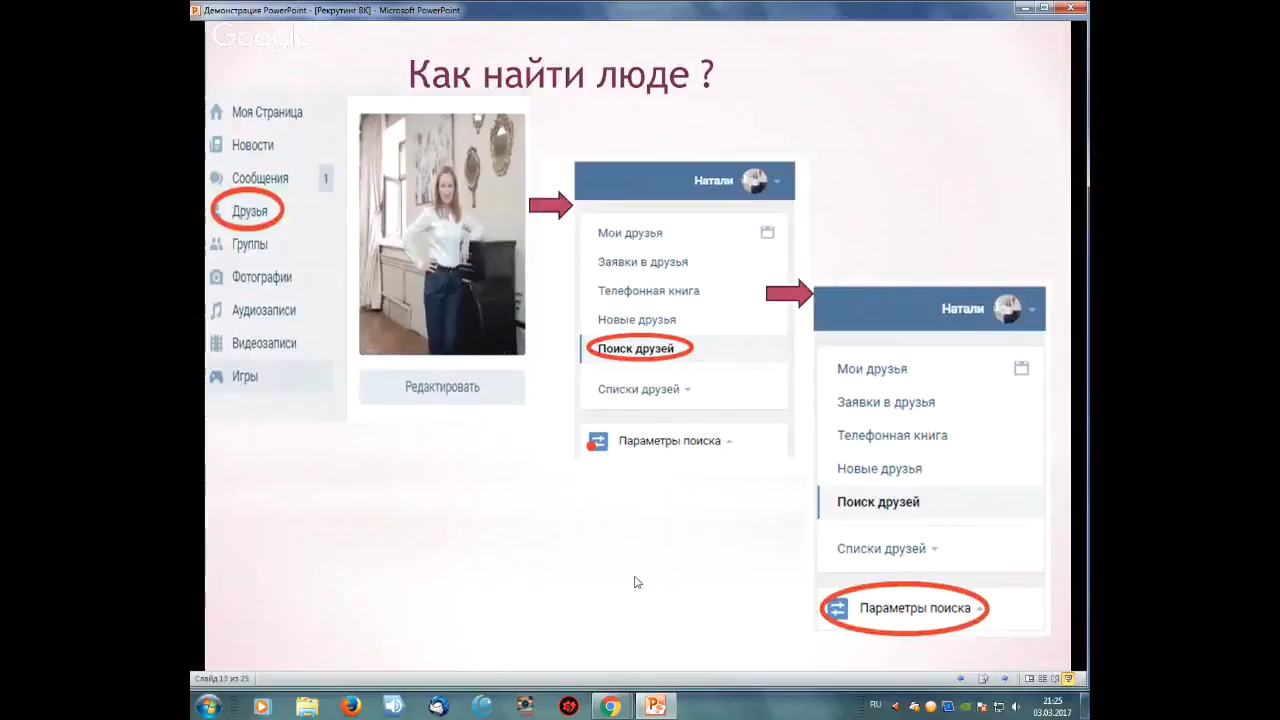 Демонстрация PowerPoint - [Рекрутинг ВК] - Microsoft PowerPoint
Google
Как найти люде ?
Моя Страница
Новости
Сообщения 1
Друзья
Группы
Фотографии
Аудиозаписи
Видеозаписи
Игры
Редактировать
Натали
Мои друзья
Заявки в друзья
Телефонная книга
Новые друзья
Поиск друзей
Списки друзей
Параметры поиска
Натали
Мои друзья
Заявки в друзья
Телефонная книга
Новые друзья
Поиск друзей
Списки друзей
Параметры поиска
Слайд 13 из 25
RU
21:25
03.03.2017